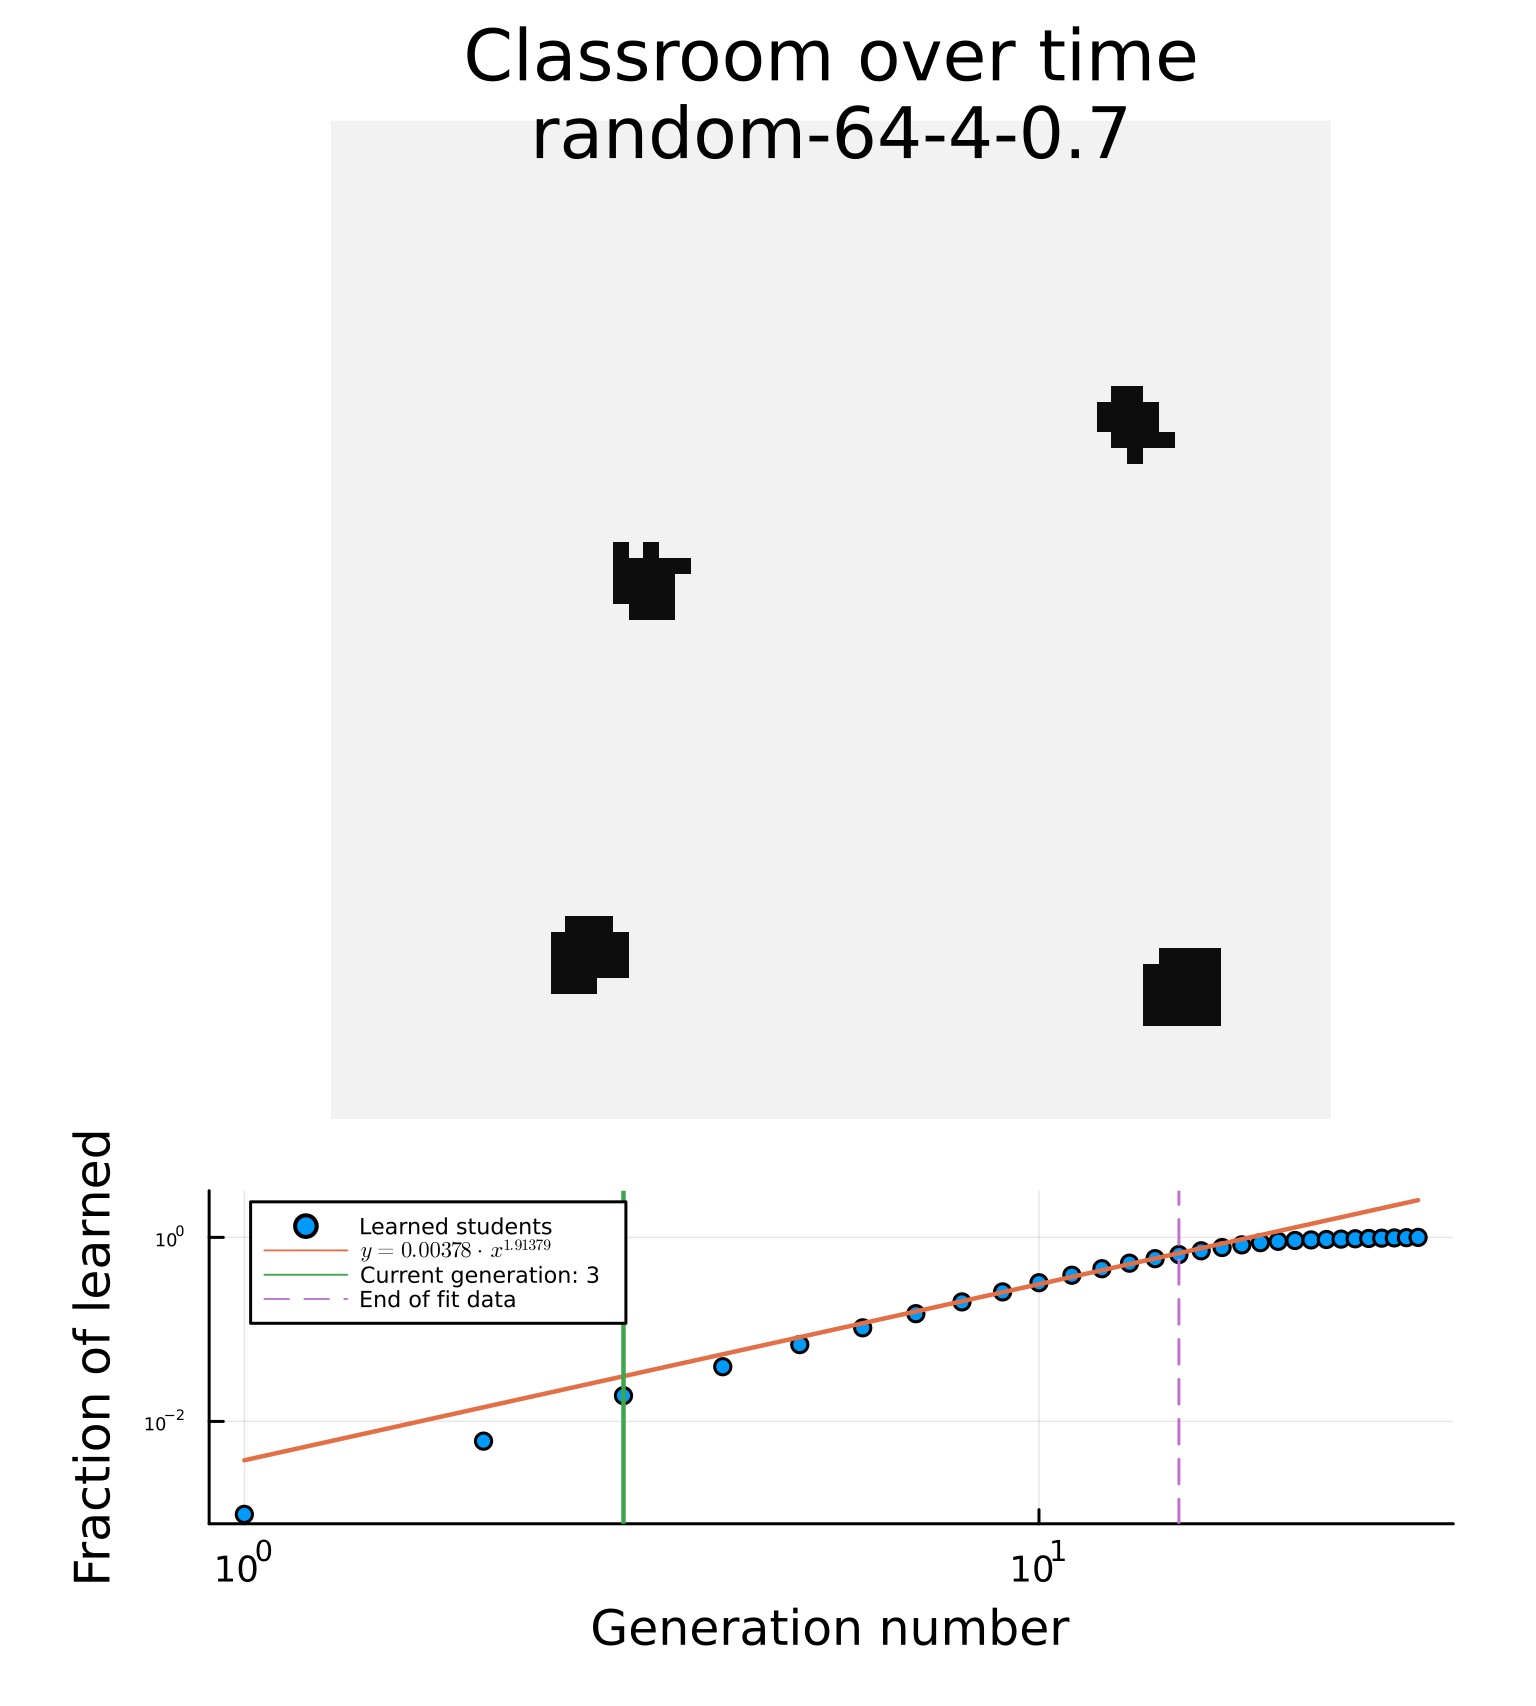 Classroom over time
random-64-4-0.7
Fraction of learned
10^0
10^−2
Learned students
y = 0.00378 · x^1.91379
Current generation: 3
End of fit data
10^0
10^1
Generation number